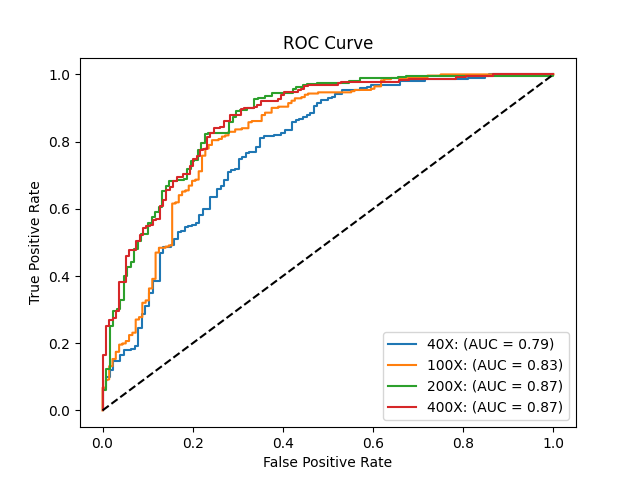 ROC Curve
True Positive Rate
1.0
0.8
0.6
0.4
0.2
0.0
0.0 0.2 0.4 0.6 0.8 1.0
False Positive Rate
40X: (AUC = 0.79)
100X: (AUC = 0.83)
200X: (AUC = 0.87)
400X: (AUC = 0.87)